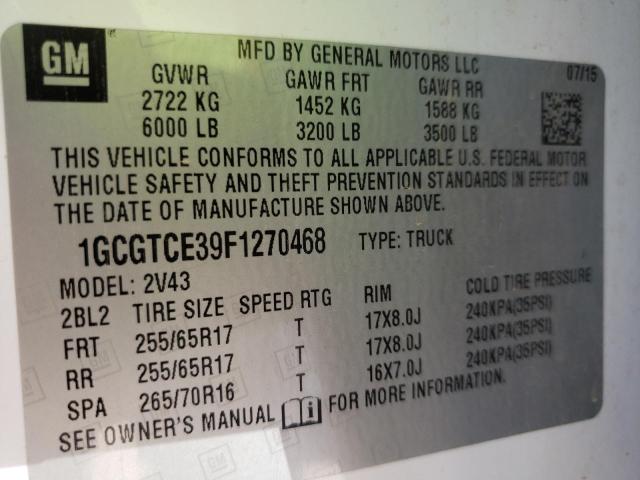 GM
MFD BY GENERAL MOTORS LLC
07/15
GVWR GAWR FRT GAWR RR
2722 KG 1452 KG 1588 KG
6000 LB 3200 LB 3500 LB
THIS VEHICLE CONFORMS TO ALL APPLICABLE U.S. FEDERAL MOTOR
VEHICLE SAFETY AND THEFT PREVENTION STANDARDS IN EFFECT ON
THE DATE OF MANUFACTURE SHOWN ABOVE.
1GCGTCE39F1270468 TYPE: TRUCK
MODEL: 2V43
2BL2 TIRE SIZE SPEED RTG RIM COLD TIRE PRESSURE
FRT 255/65R17 T 17X8.0J 240KPA(35PSI)
RR 255/65R17 T 17X8.0J 240KPA(35PSI)
SPA 265/70R16 T 16X7.0J 240KPA(35PSI)
SEE OWNER'S MANUAL FOR MORE INFORMATION.